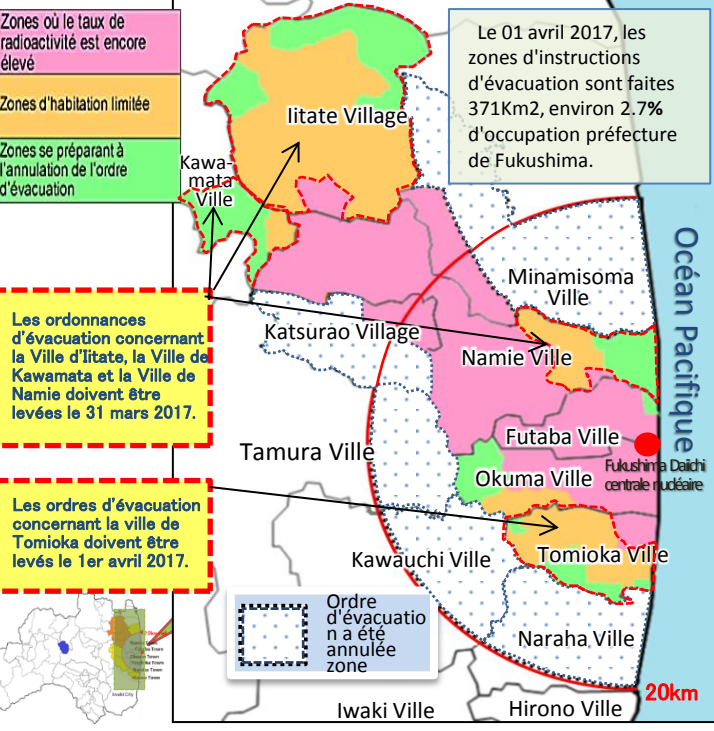 Zones où le taux de
radioactivité est encore
élevé
Zones d'habitation limitée
Zones se préparant à
l'annulation de l'ordre
d'évacuation
Le 01 avril 2017, les
zones d'instructions
d'évacuation sont faites
371Km2, environ 2.7%
d'occupation préfecture
de Fukushima.
Iitate Village
Kawa-
mata
Ville
Minamisoma
Ville
Océan Pacifique
Les ordonnances
d'évacuation concernant
la Ville d'Iitate, la Ville de
Kawamata et la Ville de
Namie doivent être
levées le 31 mars 2017.
Katsurao Village
Namie Ville
Futaba Ville
Tamura Ville
Fukushima Daiichi
centrale nucléaire
Okuma Ville
Les ordres d'évacuation
concernant la ville de
Tomioka doivent être
levés le 1er avril 2017.
Kawauchi Ville
Tomioka Ville
Ordre
d'évacuatio
n a été
annulée
zone
Naraha Ville
20km
Iwaki Ville
Hirono Ville
Iwaki City